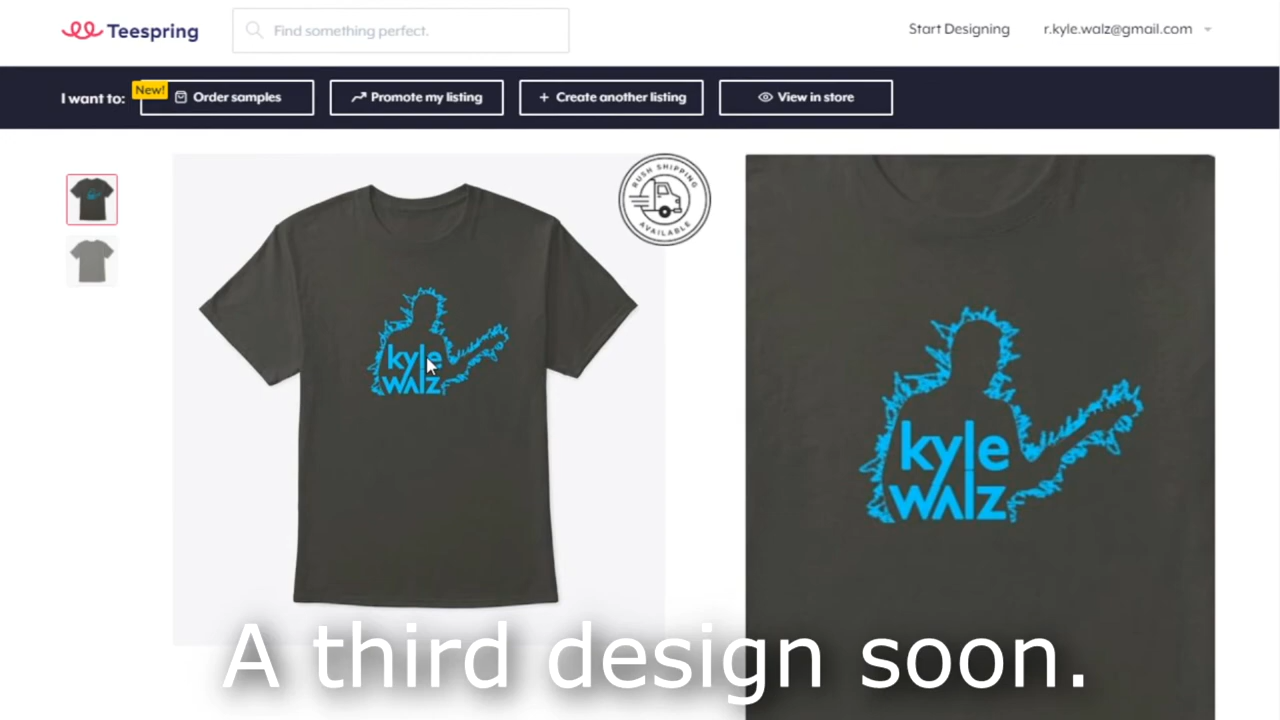 Teespring
Find something perfect.
Start Designing
r.kyle.walz@gmail.com
I want to:
New!
Order samples
Promote my listing
+ Create another listing
View in store
RUSH SHIPPING
AVAILABLE
kyle
walz
kyle
walz
A third design soon.